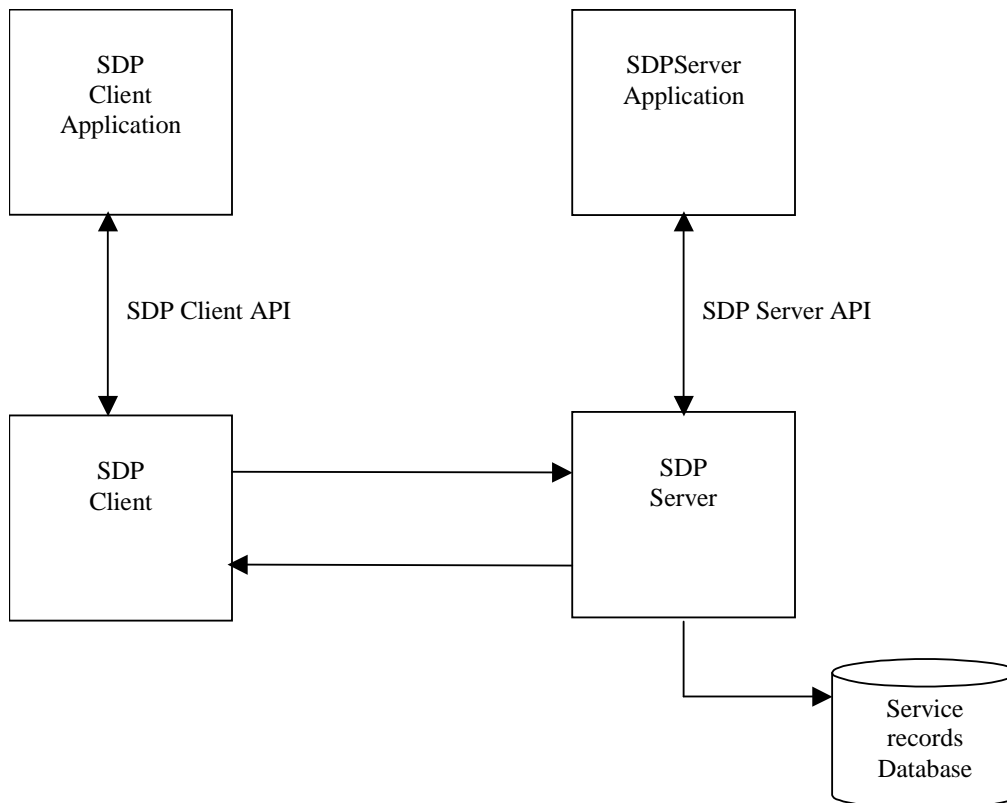 SDP
Client
Application
SDPServer
Application
SDP Client API
SDP Server API
SDP
Client
SDP
Server
Service
records
Database